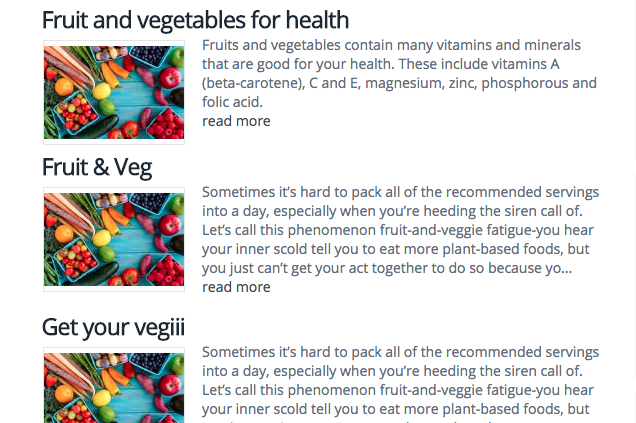 Fruit and vegetables for health
Fruits and vegetables contain many vitamins and minerals
that are good for your health. These include vitamins A
(beta-carotene), C and E, magnesium, zinc, phosphorous and
folic acid.
read more
Fruit & Veg
Sometimes it’s hard to pack all of the recommended servings
into a day, especially when you’re heeding the siren call of.
Let’s call this phenomenon fruit-and-veggie fatigue-you hear
your inner scold tell you to eat more plant-based foods, but
you just can’t get your act together to do so because yo...
read more
Get your vegiii
Sometimes it’s hard to pack all of the recommended servings
into a day, especially when you’re heeding the siren call of.
Let’s call this phenomenon fruit-and-veggie fatigue-you hear
your inner scold tell you to eat more plant-based foods, but